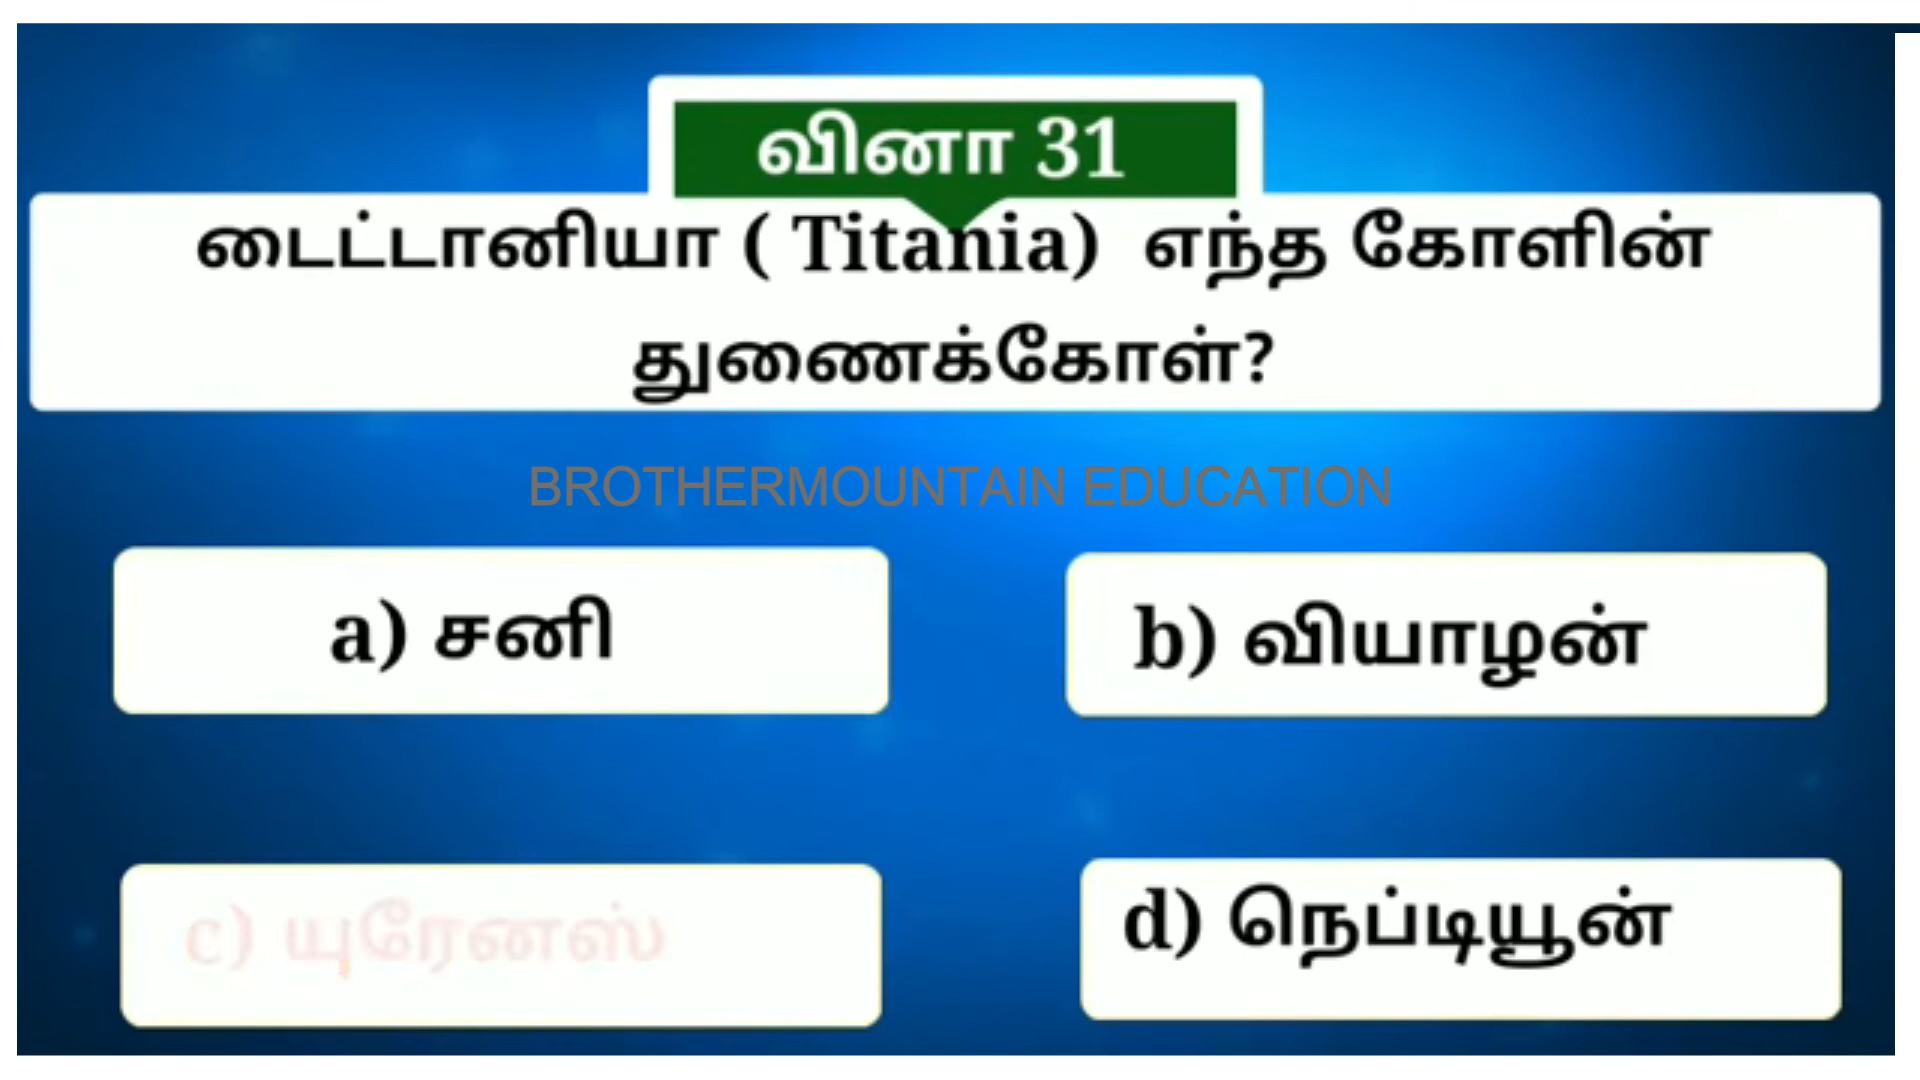 வினா 31
டைட்டானியா ( Titania) எந்த கோளின்
துணைக்கோள்?
BROTHERMOUNTAIN EDUCATION
a) சனி
b) வியாழன்
c) யுரேனஸ்
d) நெப்டியூன்